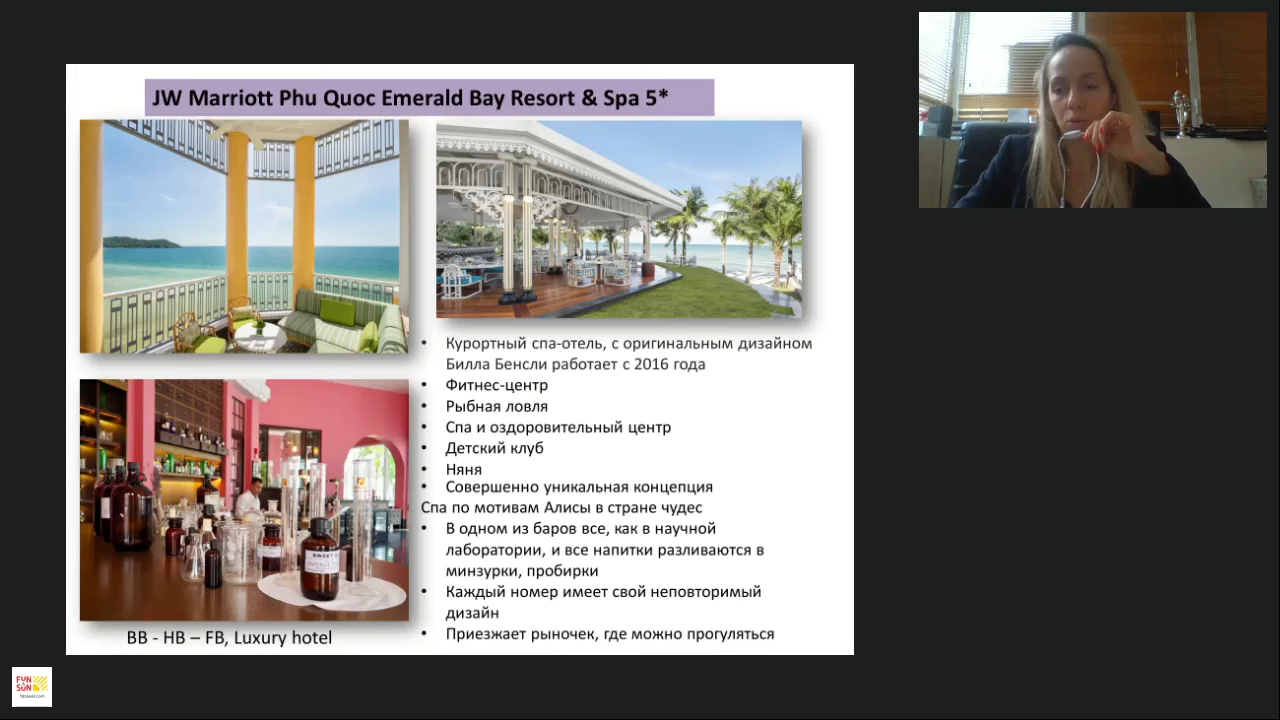 JW Marriott Phu Quoc Emerald Bay Resort & Spa 5*
• Курортный спа-отель, с оригинальным дизайном
Билла Бенсли работает с 2016 года
• Фитнес-центр
• Рыбная ловля
• Спа и оздоровительный центр
• Детский клуб
• Няня
• Совершенно уникальная концепция
Спа по мотивам Алисы в стране чудес
• В одном из баров все, как в научной
лаборатории, и все напитки разливаются в
минзурки, пробирки
• Каждый номер имеет свой неповторимый
дизайн
• Приезжает рыночек, где можно прогуляться
BB - HB – FB, Luxury hotel
FUN
SUN
fstravel.com